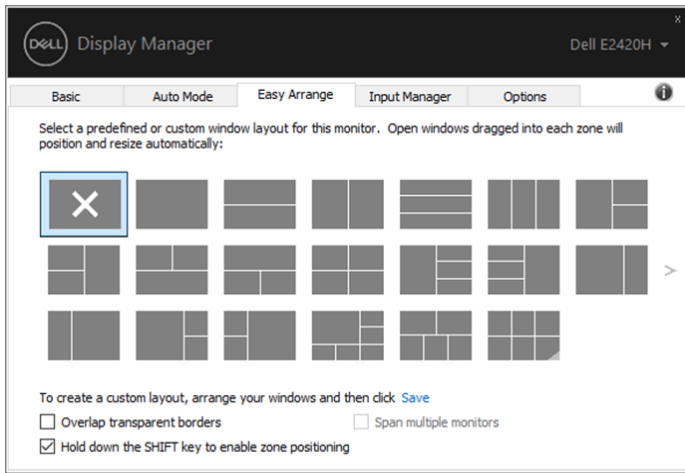 x
DELL Display Manager
Dell E2420H
Basic Auto Mode Easy Arrange Input Manager Options
Select a predefined or custom window layout for this monitor. Open windows dragged into each zone will
position and resize automatically:
To create a custom layout, arrange your windows and then click Save
Overlap transparent borders Span multiple monitors
Hold down the SHIFT key to enable zone positioning